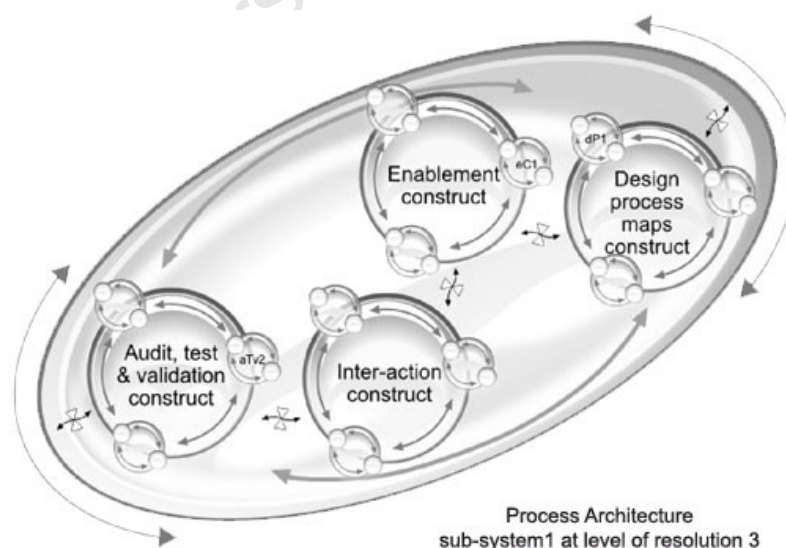 Enablement
construct
eC1
dP1
Design
process
maps
construct
Audit, test
& validation
construct
aTv2
Inter-action
construct
Process Architecture
sub-system1 at level of resolution 3